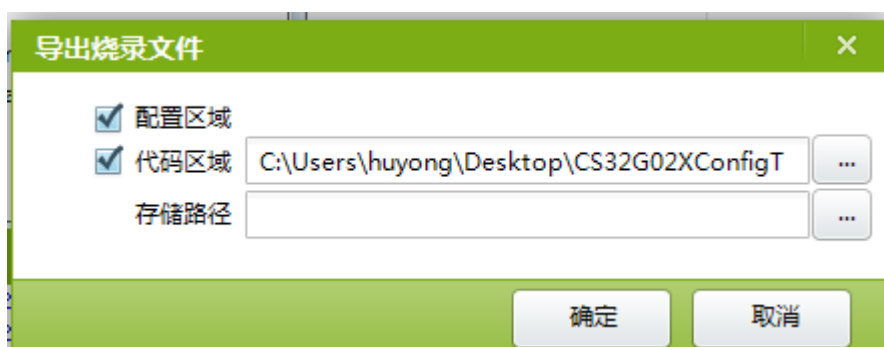 导出烧录文件
配置区域
代码区域 C:\Users\huyong\Desktop\CS32G02XConfigT ...
存储路径 ...
确定 取消